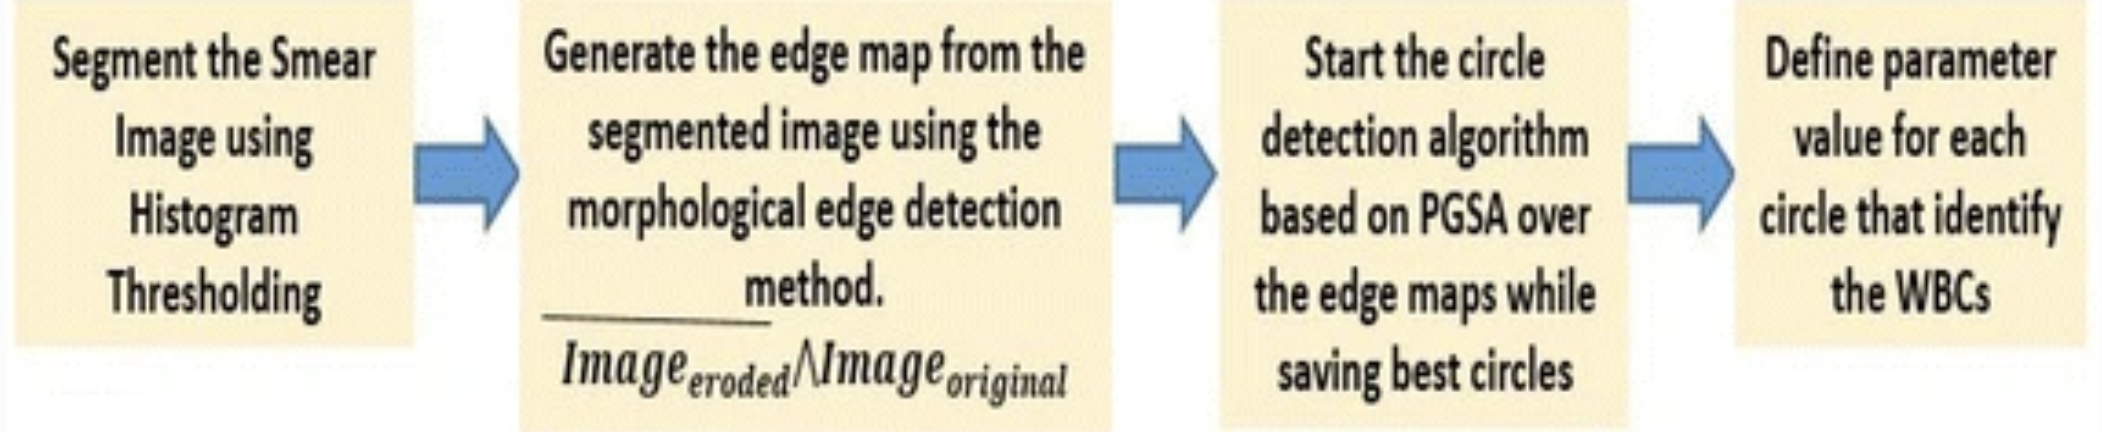 Segment the Smear
Image using
Histogram
Thresholding
Generate the edge map from the
segmented image using the
morphological edge detection
method.
\overline{Image_{eroded}} ∧ Image_{original}
Start the circle
detection algorithm
based on PGSA over
the edge maps while
saving best circles
Define parameter
value for each
circle that identify
the WBCs